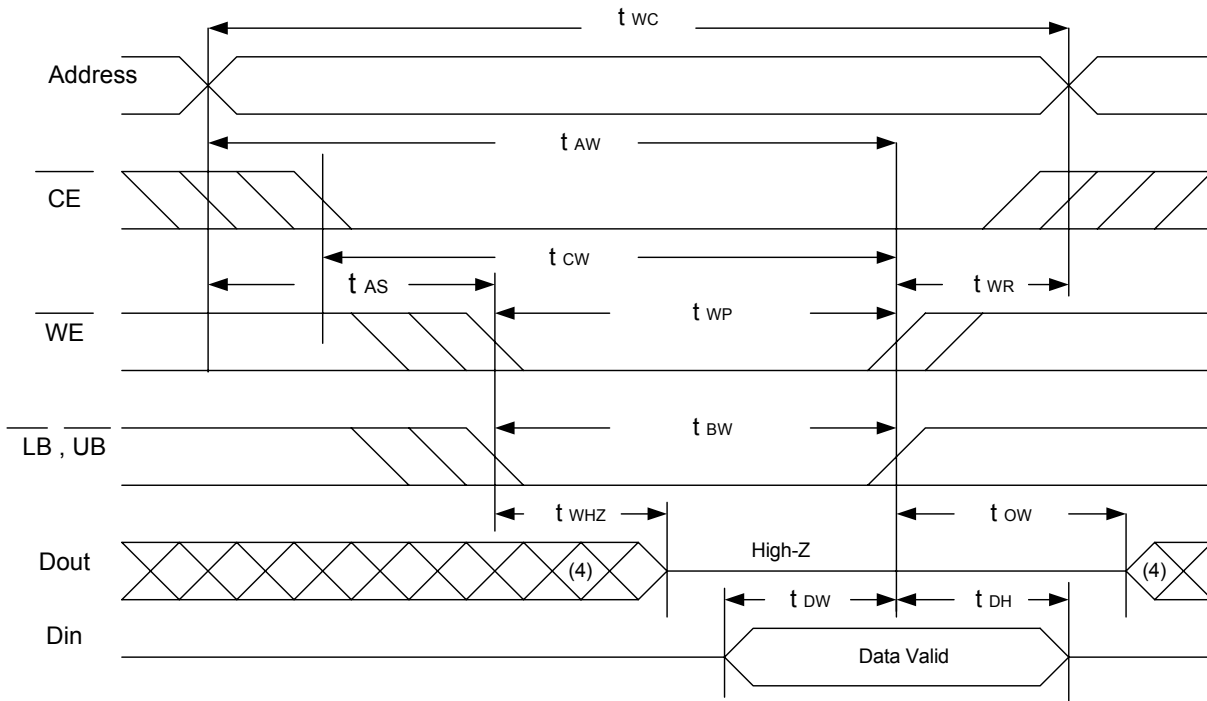 t WC
Address
t AW
CE
t CW
t AS
t WR
WE
t WP
LB , UB
t BW
t WHZ
t OW
Dout
(4)
High-Z
(4)
t DW
t DH
Din
Data Valid